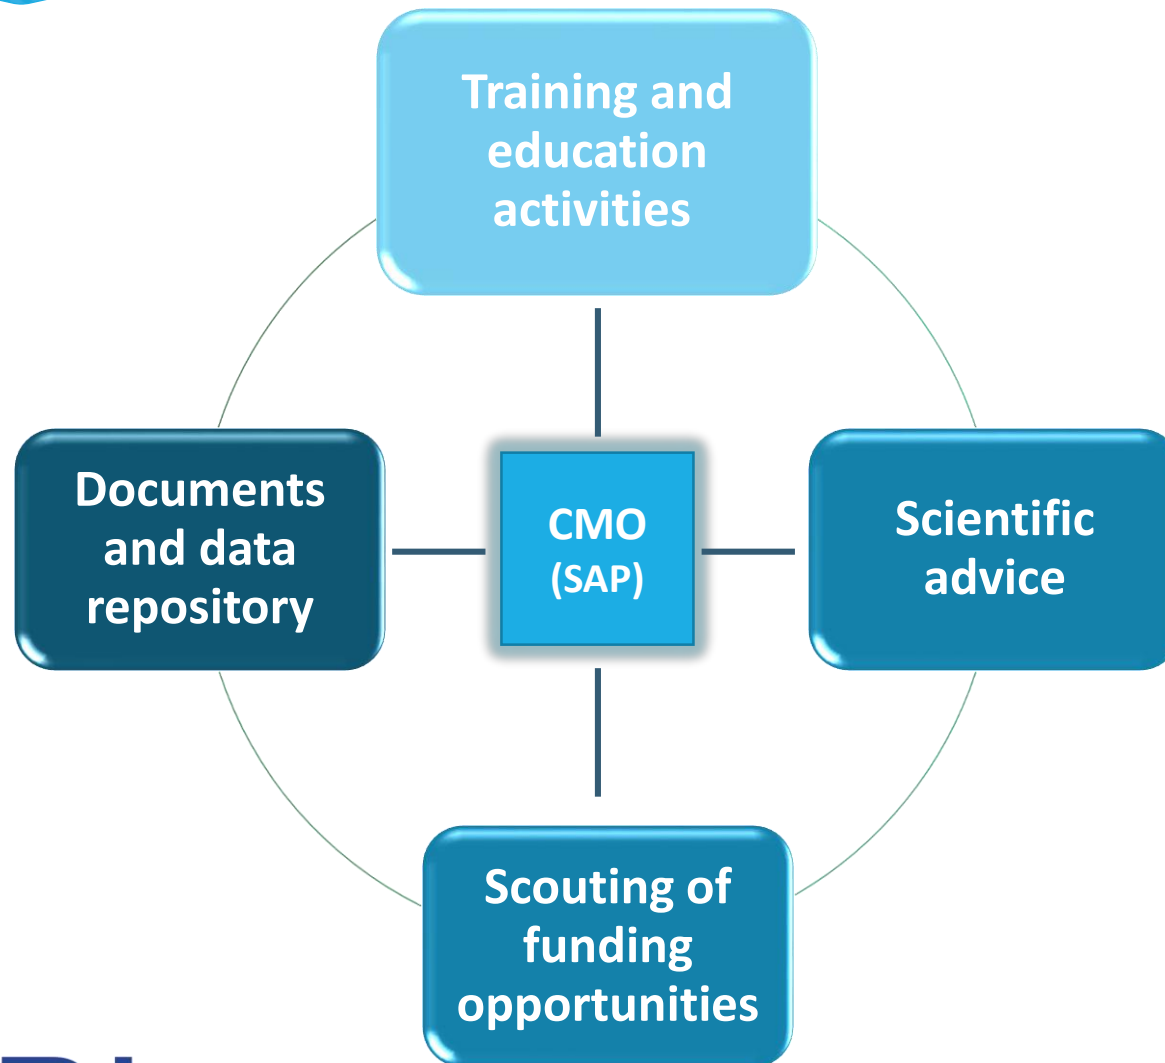 Training and
education
activities
Documents
and data
repository
CMO
(SAP)
Scientific
advice
Scouting of
funding
opportunities